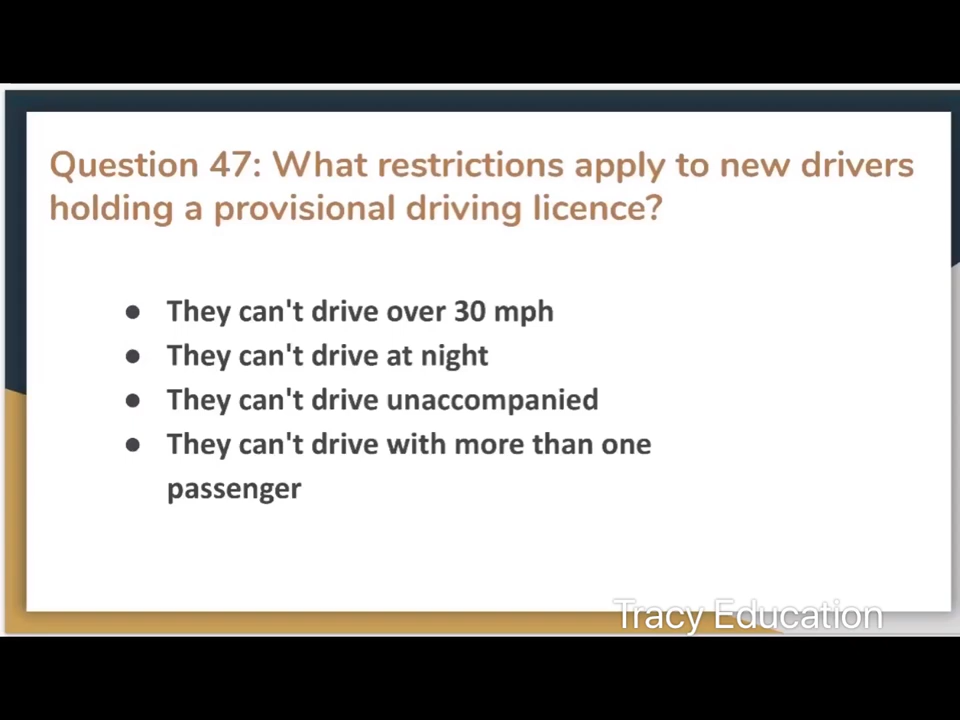 Question 47: What restrictions apply to new drivers
holding a provisional driving licence?
● They can't drive over 30 mph
● They can't drive at night
● They can't drive unaccompanied
● They can't drive with more than one
passenger
Tracy Education